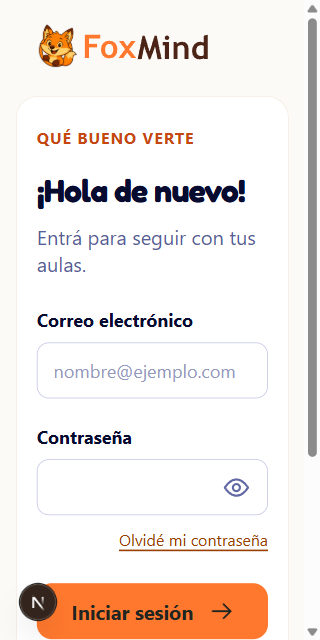 FoxMind
QUÉ BUENO VERTE
¡Hola de nuevo!
Entrá para seguir con tus
aulas.
Correo electrónico
nombre@ejemplo.com
Contraseña
Olvidé mi contraseña
N
Iniciar sesión →